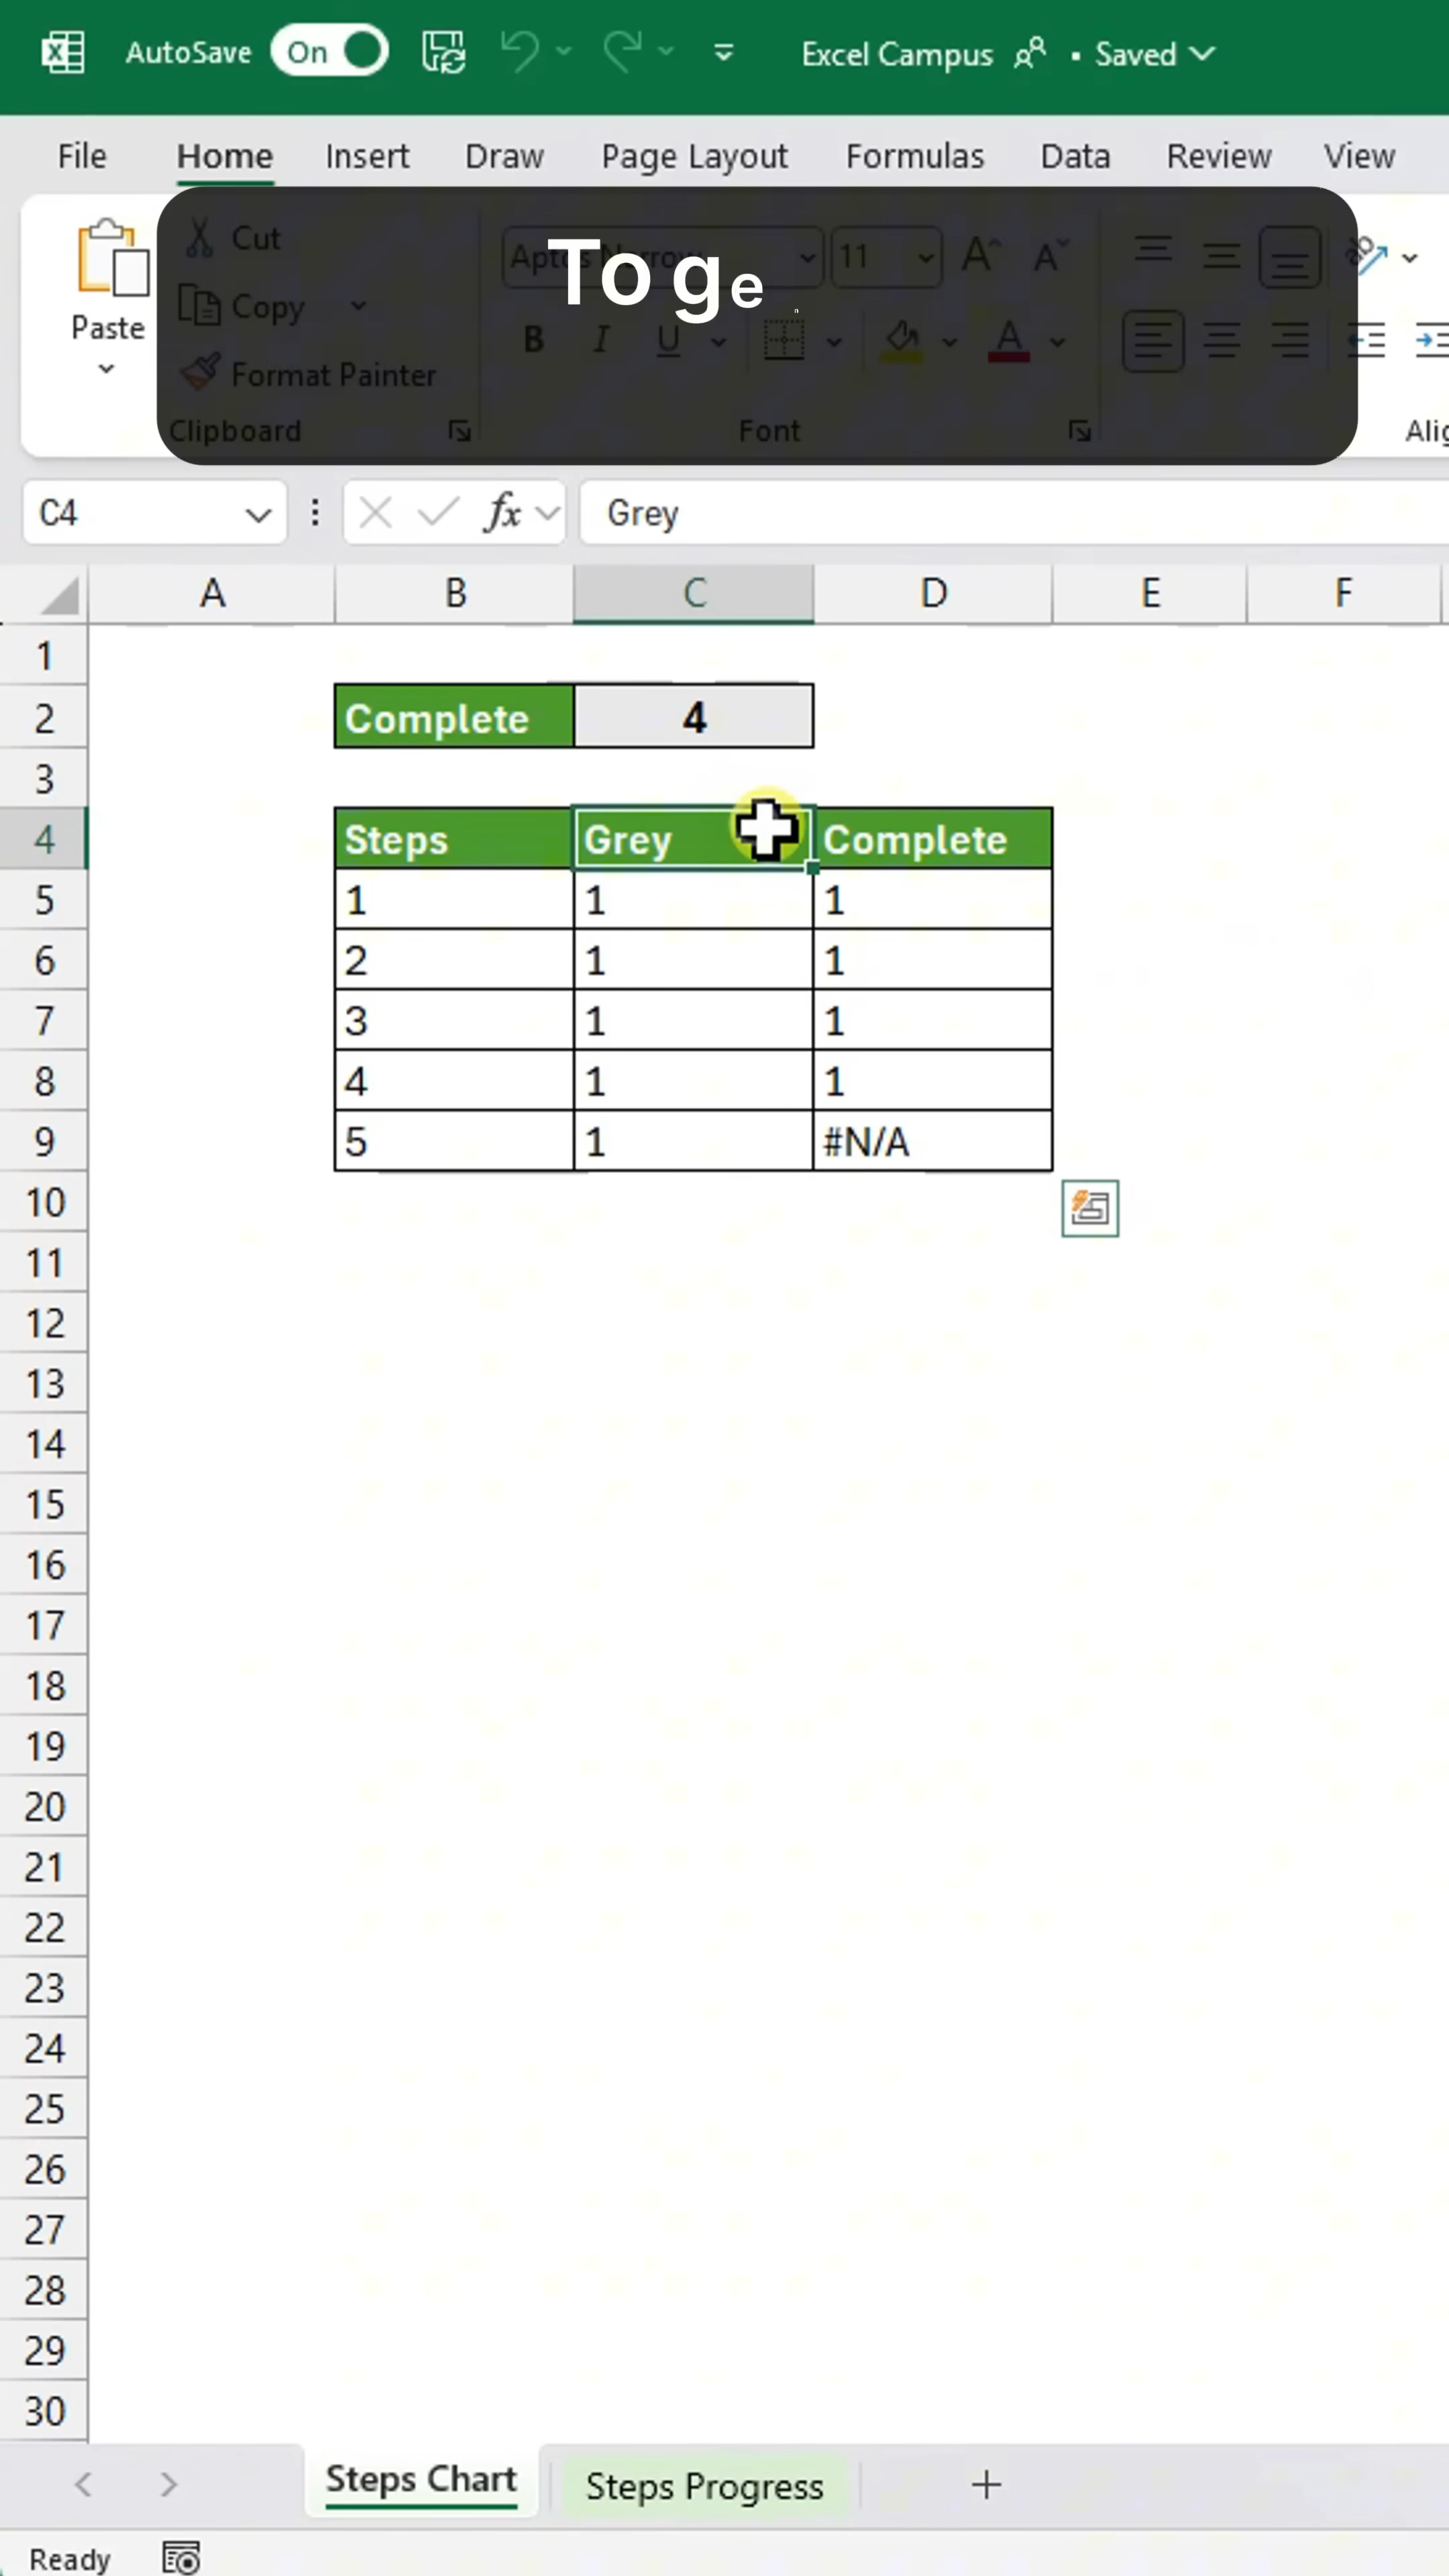 AutoSave On Excel Campus • Saved
File Home Insert Draw Page Layout Formulas Data Review View
Paste
Cut
Copy
Format Painter
Clipboard
11
B I U A
Font
To ge
C4 fx Grey
A B C D E F
1
2 Complete 4
3
4 Steps Grey Complete
5 1 1 1
6 2 1 1
7 3 1 1
8 4 1 1
9 5 1 #N/A
10
11
12
13
14
15
16
17
18
19
20
21
22
23
24
25
26
27
28
29
30
Steps Chart Steps Progress +
Ready